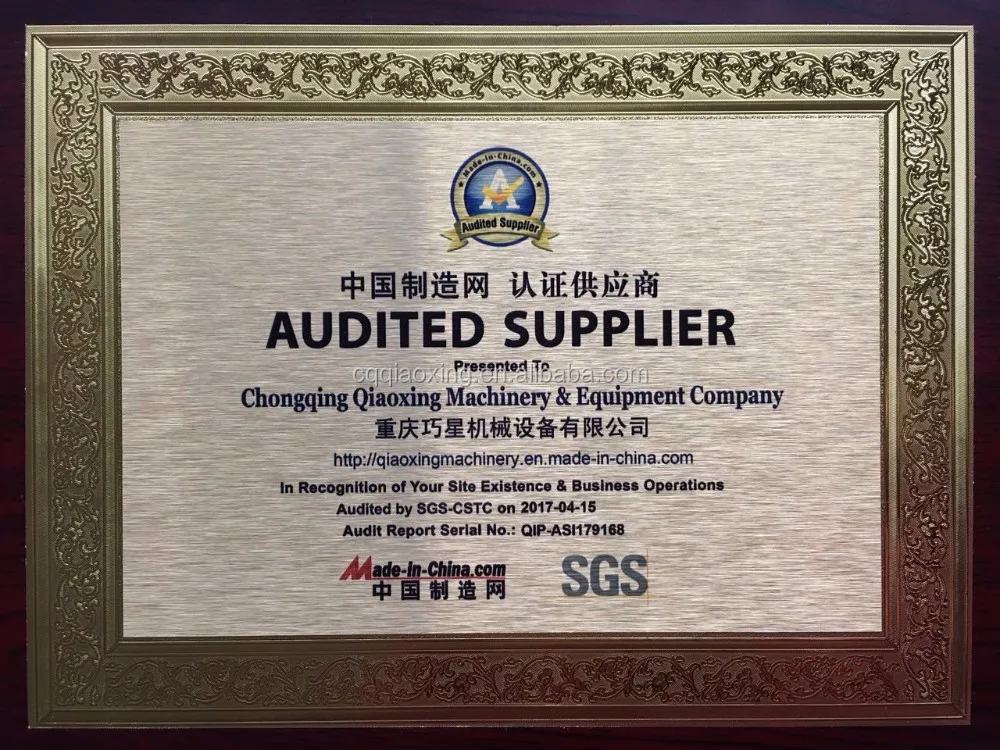 Made-in-China.com
A
Audited Supplier
中国制造网 认证供应商
AUDITED SUPPLIER
Presented To
cqqiaoxing.en.alibaba.com
Chongqing Qiaoxing Machinery & Equipment Company
重庆巧星机械设备有限公司
http://qiaoxingmachinery.en.made-in-china.com
In Recognition of Your Site Existence & Business Operations
Audited by SGS-CSTC on 2017-04-15
Audit Report Serial No.: QIP-ASI179168
Made-in-China.com
中国制造网
SGS